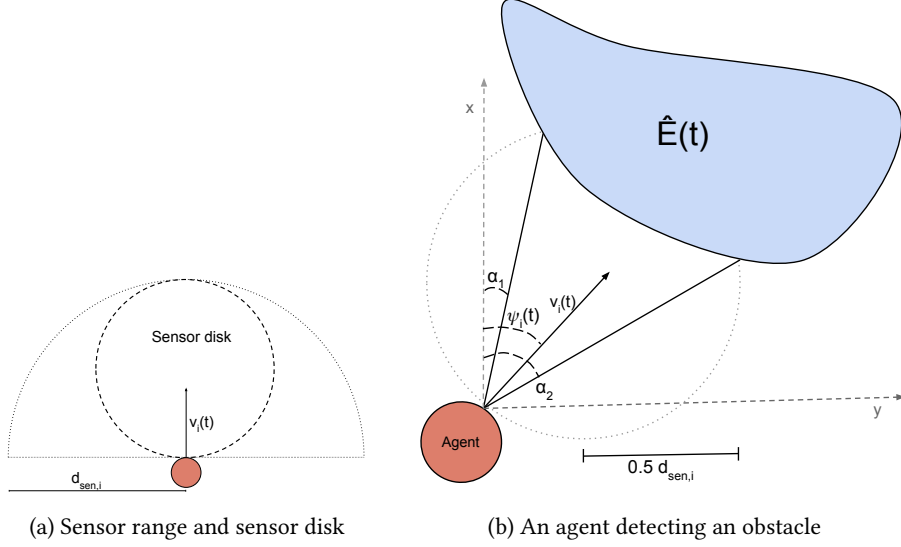 Sensor disk
v_i(t)
d_sen,i
(a) Sensor range and sensor disk
x
Ê(t)
α_1
ψ_i(t)
v_i(t)
α_2
y
Agent
0.5 d_sen,i
(b) An agent detecting an obstacle